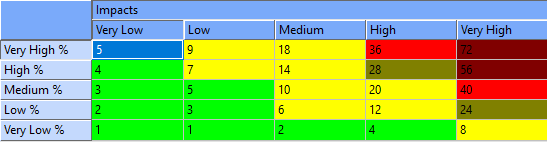 Impacts
Very Low Low Medium High Very High
Very High % 5 9 18 36 72
High % 4 7 14 28 56
Medium % 3 5 10 20 40
Low % 2 3 6 12 24
Very Low % 1 1 2 4 8